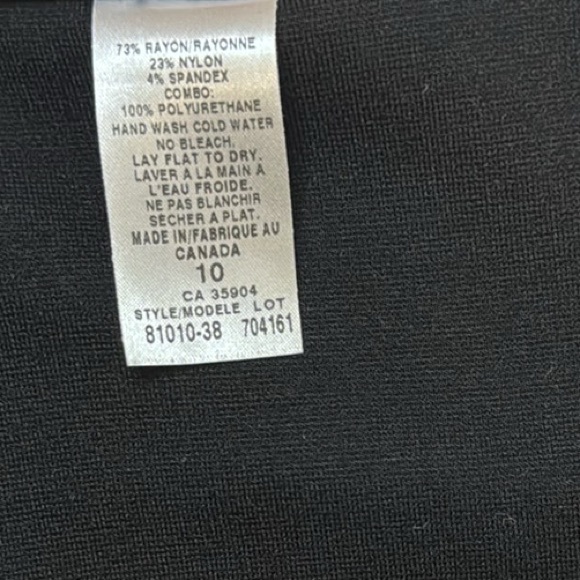 73% RAYON/RAYONNE
23% NYLON
4% SPANDEX
COMBO:
100% POLYURETHANE
HAND WASH COLD WATER
NO BLEACH.
LAY FLAT TO DRY.
LAVER A LA MAIN A
L'EAU FROIDE.
NE PAS BLANCHIR
SECHER A PLAT.
MADE IN/FABRIQUE AU
CANADA
10
CA 35904
STYLE/MODELE LOT
81010-38 704161